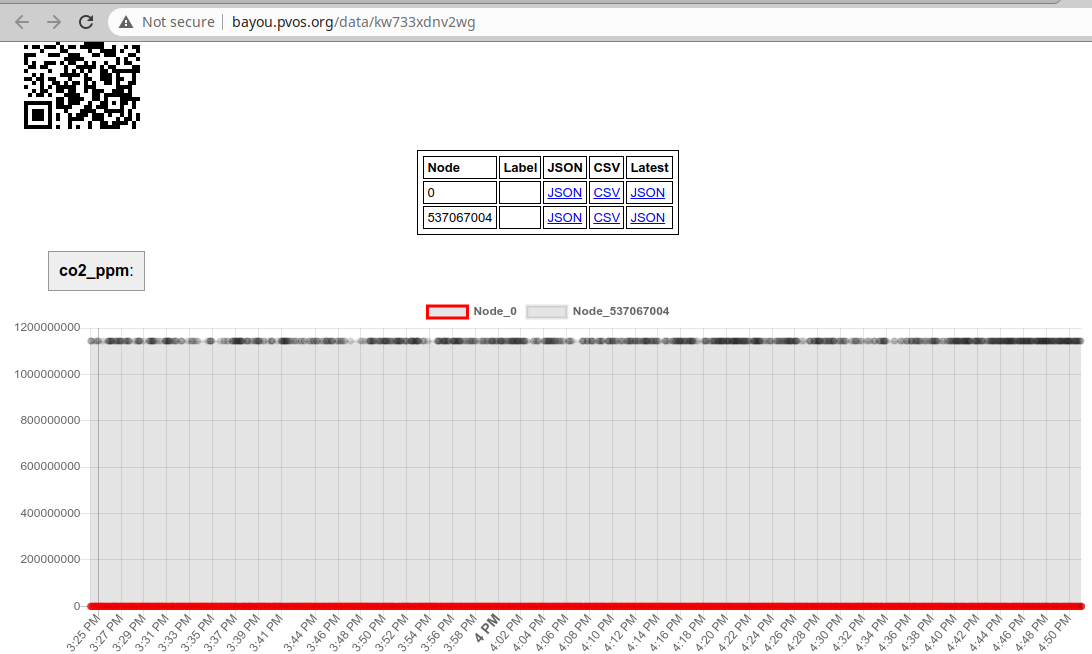 Not secure | bayou.pvos.org/data/kw733xdnv2wg
Node Label JSON CSV Latest
0 JSON CSV JSON
537067004 JSON CSV JSON
co2_ppm:
Node_0 Node_537067004
1200000000
1000000000
800000000
600000000
400000000
200000000
0
3:25 PM 3:27 PM 3:29 PM 3:31 PM 3:33 PM 3:35 PM 3:37 PM 3:39 PM 3:41 PM 3:44 PM 3:46 PM 3:48 PM 3:50 PM 3:52 PM 3:54 PM 3:56 PM 3:58 PM 4 PM 4:02 PM 4:04 PM 4:06 PM 4:08 PM 4:10 PM 4:12 PM 4:14 PM 4:16 PM 4:18 PM 4:20 PM 4:22 PM 4:24 PM 4:26 PM 4:28 PM 4:30 PM 4:32 PM 4:34 PM 4:36 PM 4:38 PM 4:40 PM 4:42 PM 4:44 PM 4:46 PM 4:48 PM 4:50 PM